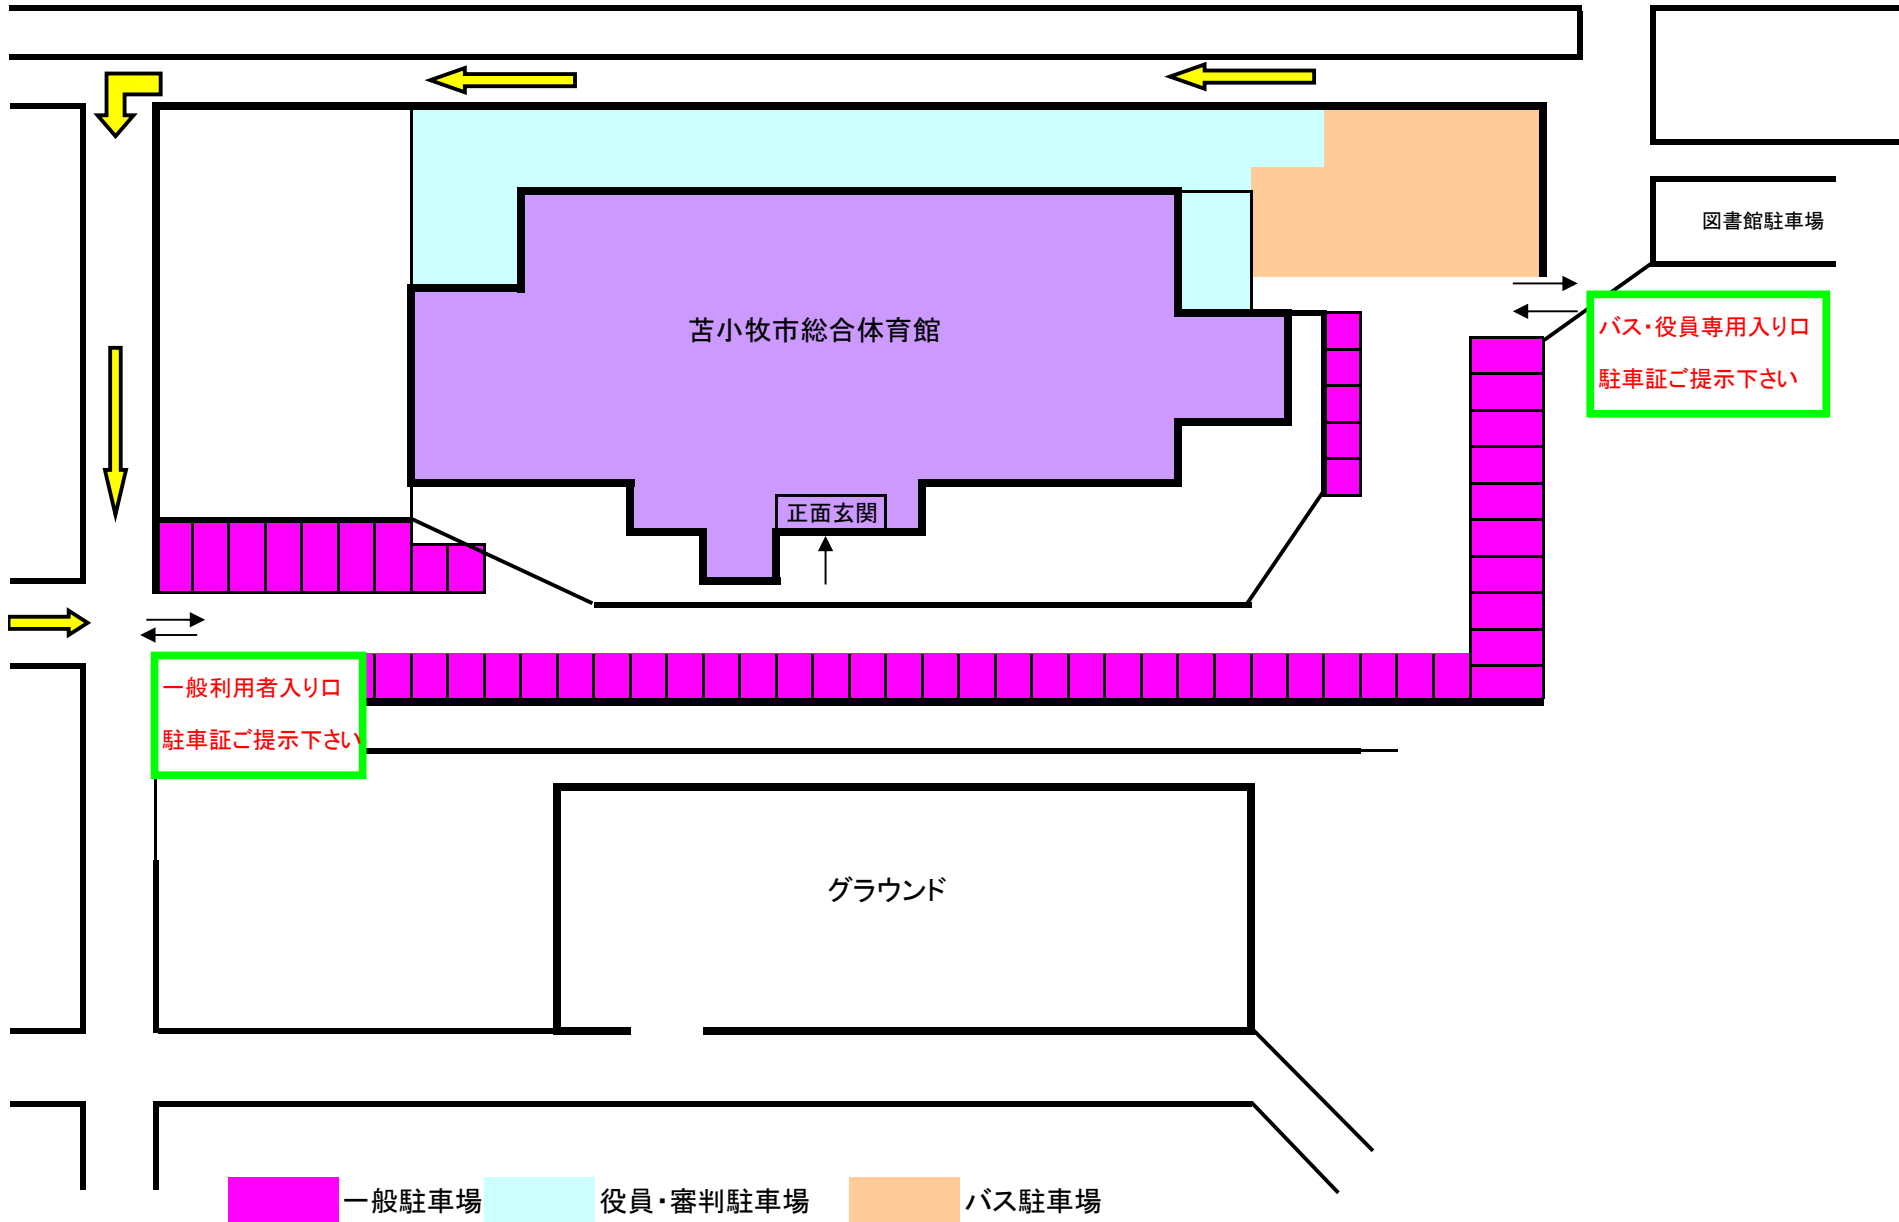 図書館駐車場
バス・役員専用入り口
駐車証ご提示下さい
苫小牧市総合体育館
正面玄関
一般利用者入り口
駐車証ご提示下さい
グラウンド
一般駐車場
役員・審判駐車場
バス駐車場